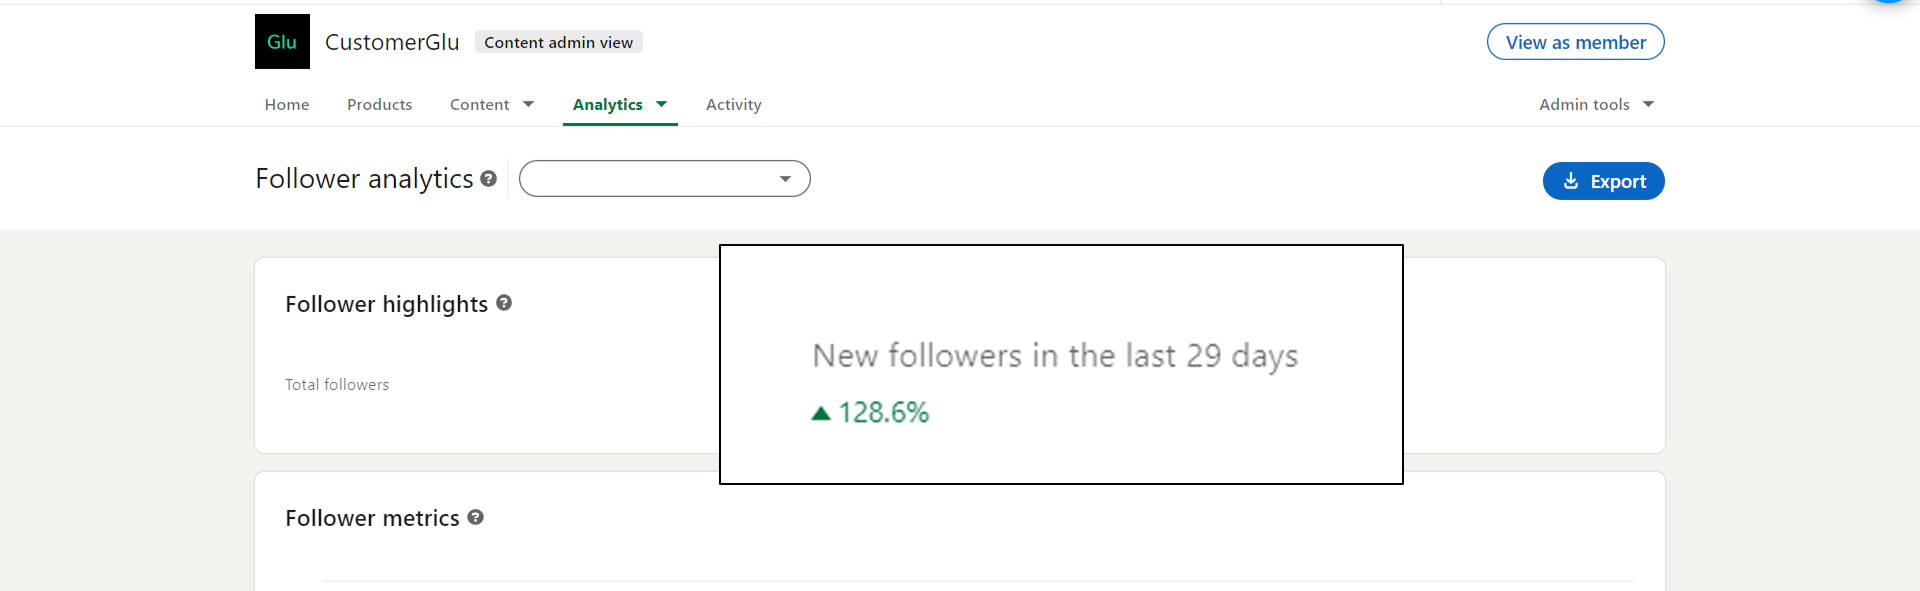 Glu CustomerGlu Content admin view View as member
Home Products Content Analytics Activity Admin tools
Follower analytics ? Export
Follower highlights ?
Total followers
New followers in the last 29 days
▲ 128.6%
Follower metrics ?